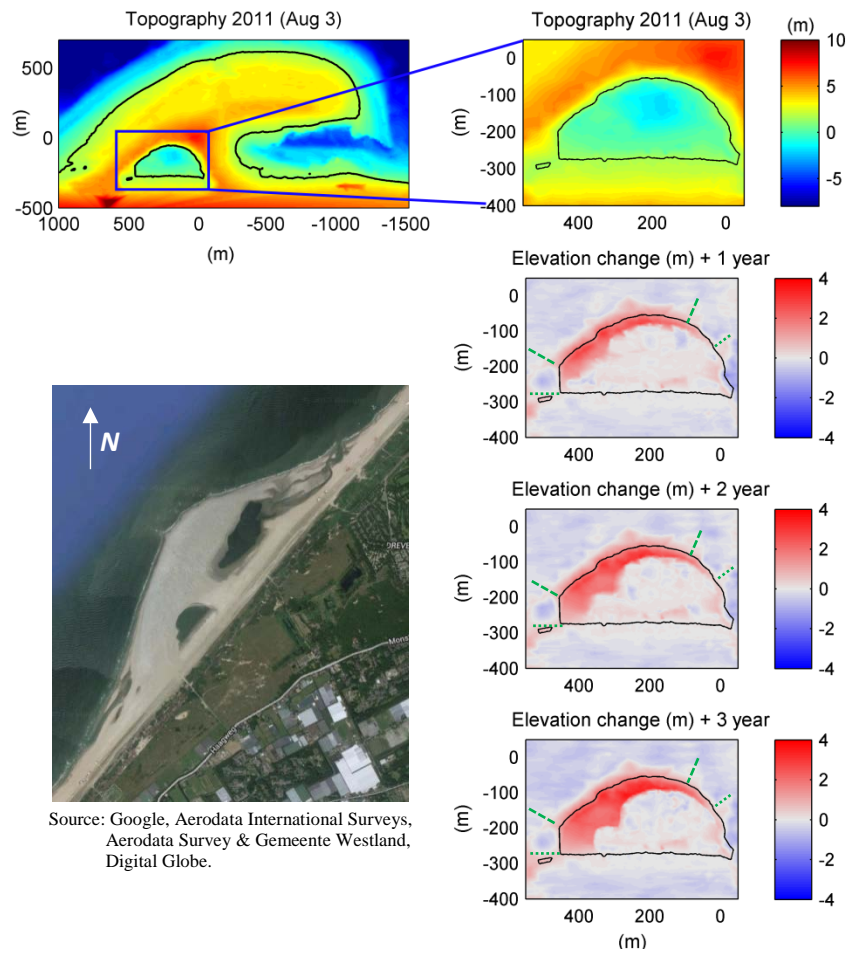 Topography 2011 (Aug 3)
500
0
-500
(m)
1000 500 0 -500 -1000 -1500
(m)
Topography 2011 (Aug 3)
0
-100
-200
-300
-400
(m)
400 200 0
(m)
10
5
0
-5
Elevation change (m) + 1 year
0
-100
-200
-300
-400
(m)
400 200 0
4
2
0
-2
-4
N
Monst
Haagweg
Source: Google, Aerodata International Surveys,
Aerodata Survey & Gemeente Westland,
Digital Globe.
Elevation change (m) + 2 year
0
-100
-200
-300
-400
(m)
400 200 0
4
2
0
-2
-4
Elevation change (m) + 3 year
0
-100
-200
-300
-400
(m)
400 200 0
(m)
4
2
0
-2
-4